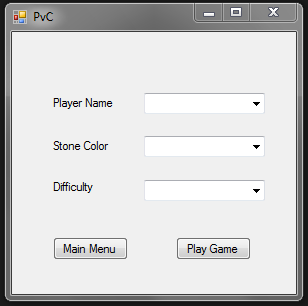 PvC
Player Name
Stone Color
Difficulty
Main Menu
Play Game